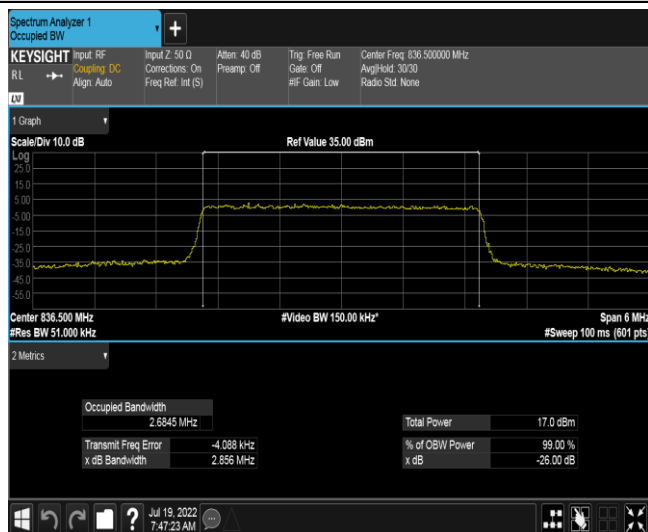 Spectrum Analyzer 1
Occupied BW
+
KEYSIGHT
RL
LXI
Input: RF
Coupling: DC
Align: Auto
Input Z: 50 Ω
Corrections: On
Freq Ref: Int (S)
Atten: 40 dB
Preamp: Off
Trig: Free Run
Gate: Off
#IF Gain: Low
Center Freq: 836.500000 MHz
Avg|Hold: 30/30
Radio Std: None
1 Graph
Scale/Div 10.0 dB
Ref Value 35.00 dBm
Log
25.0
15.0
5.00
-5.00
-15.0
-25.0
-35.0
-45.0
-55.0
Center 836.500 MHz
#Video BW 150.00 kHz*
Span 6 MHz
#Res BW 51.000 kHz
#Sweep 100 ms (601 pts)
2 Metrics
Occupied Bandwidth
2.6845 MHz
Total Power 17.0 dBm
Transmit Freq Error -4.088 kHz
% of OBW Power 99.00 %
x dB Bandwidth 2.856 MHz
x dB -26.00 dB
?
Jul 19, 2022
7:47:23 AM